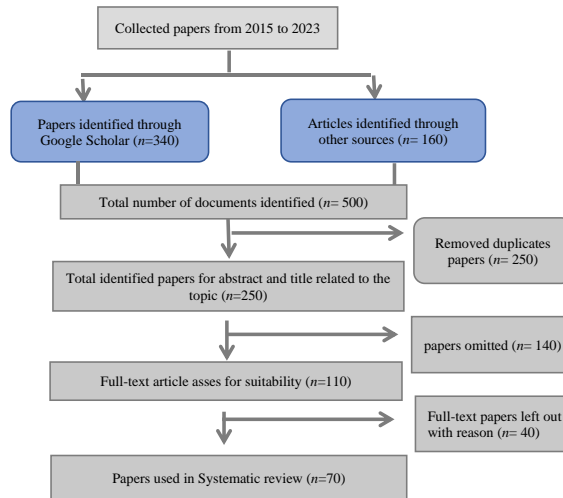 Collected papers from 2015 to 2023
Papers identified through
Google Scholar (n=340)
Articles identified through
other sources (n= 160)
Total number of documents identified (n= 500)
Removed duplicates
papers (n= 250)
Total identified papers for abstract and title related to the
topic (n=250)
papers omitted (n= 140)
Full-text article asses for suitability (n=110)
Full-text papers left out
with reason (n= 40)
Papers used in Systematic review (n=70)